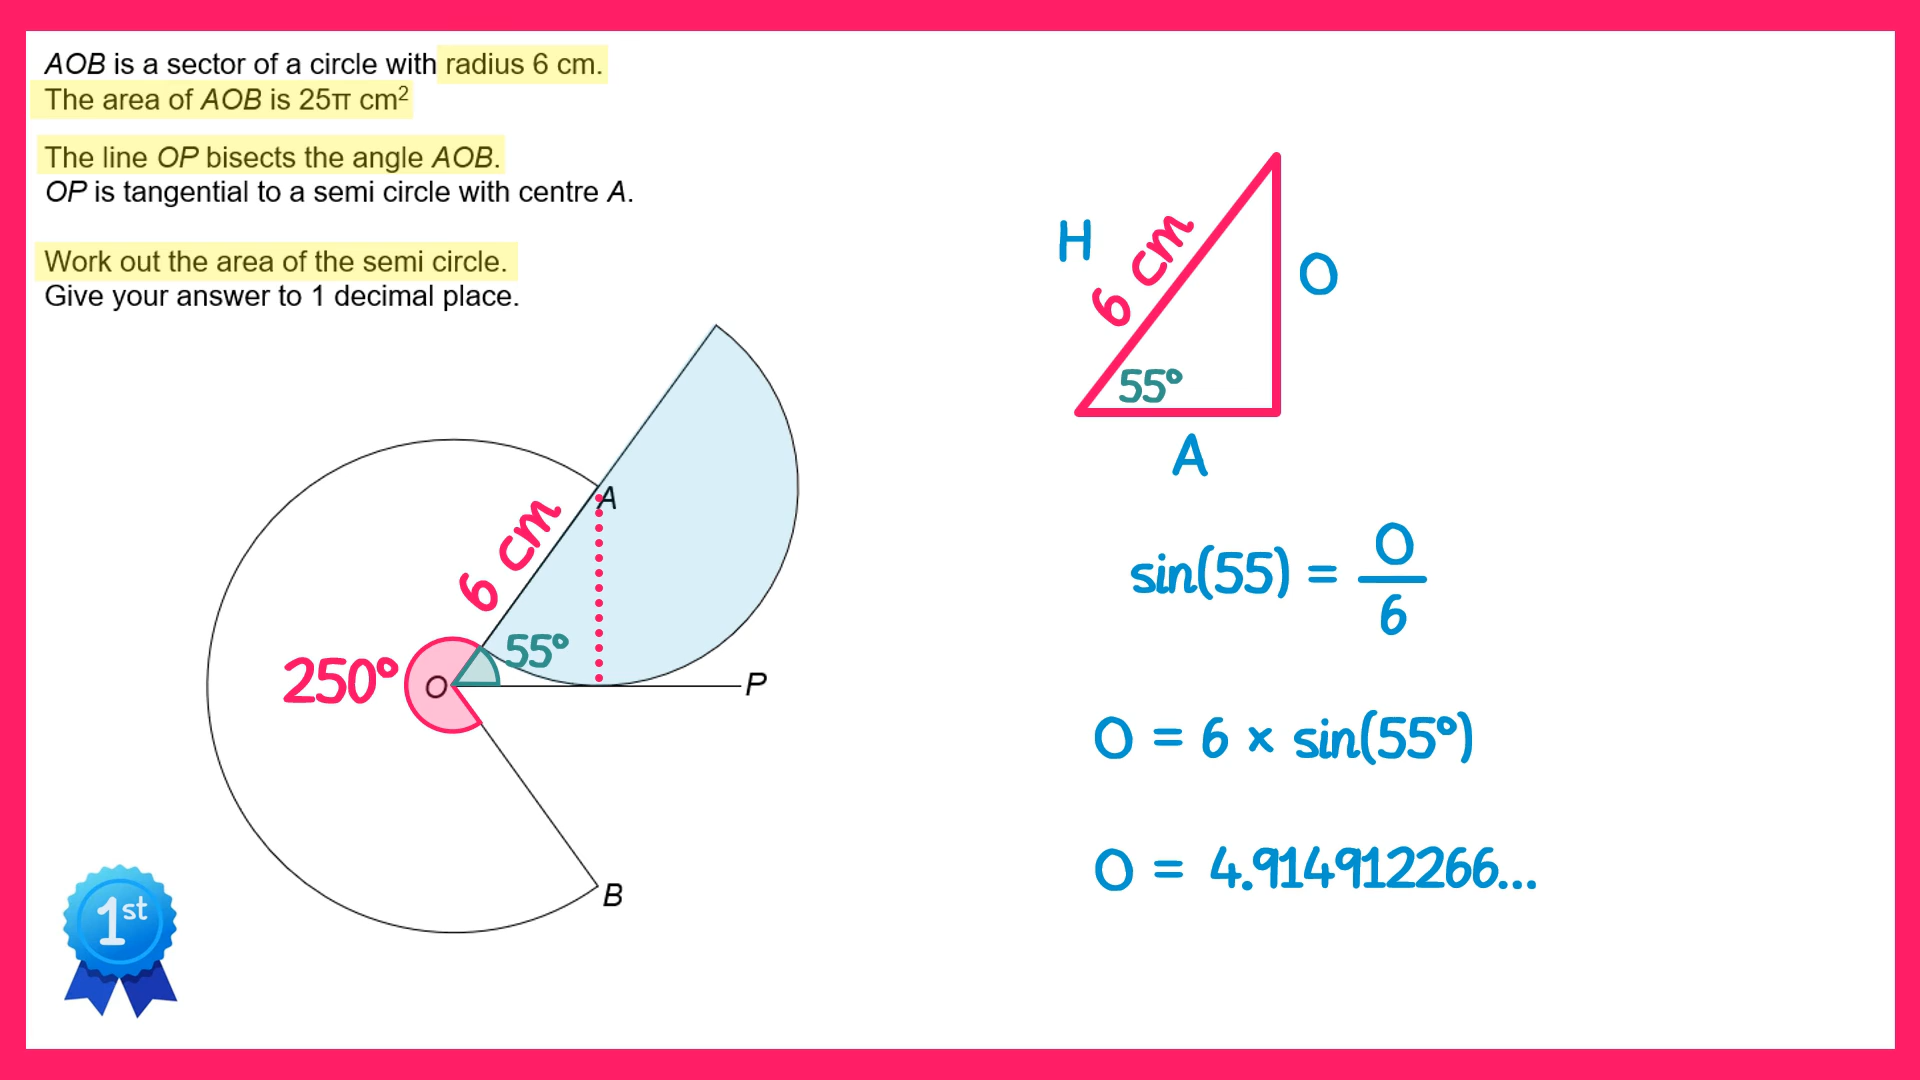 AOB is a sector of a circle with radius 6 cm.
The area of AOB is 25π cm²
The line OP bisects the angle AOB.
OP is tangential to a semi circle with centre A.
Work out the area of the semi circle.
Give your answer to 1 decimal place.
A
6 cm
55°
250°
O
P
B
1st
H
6 cm
O
55°
A
sin(55) = O/6
O = 6 × sin(55°)
O = 4.914912266...